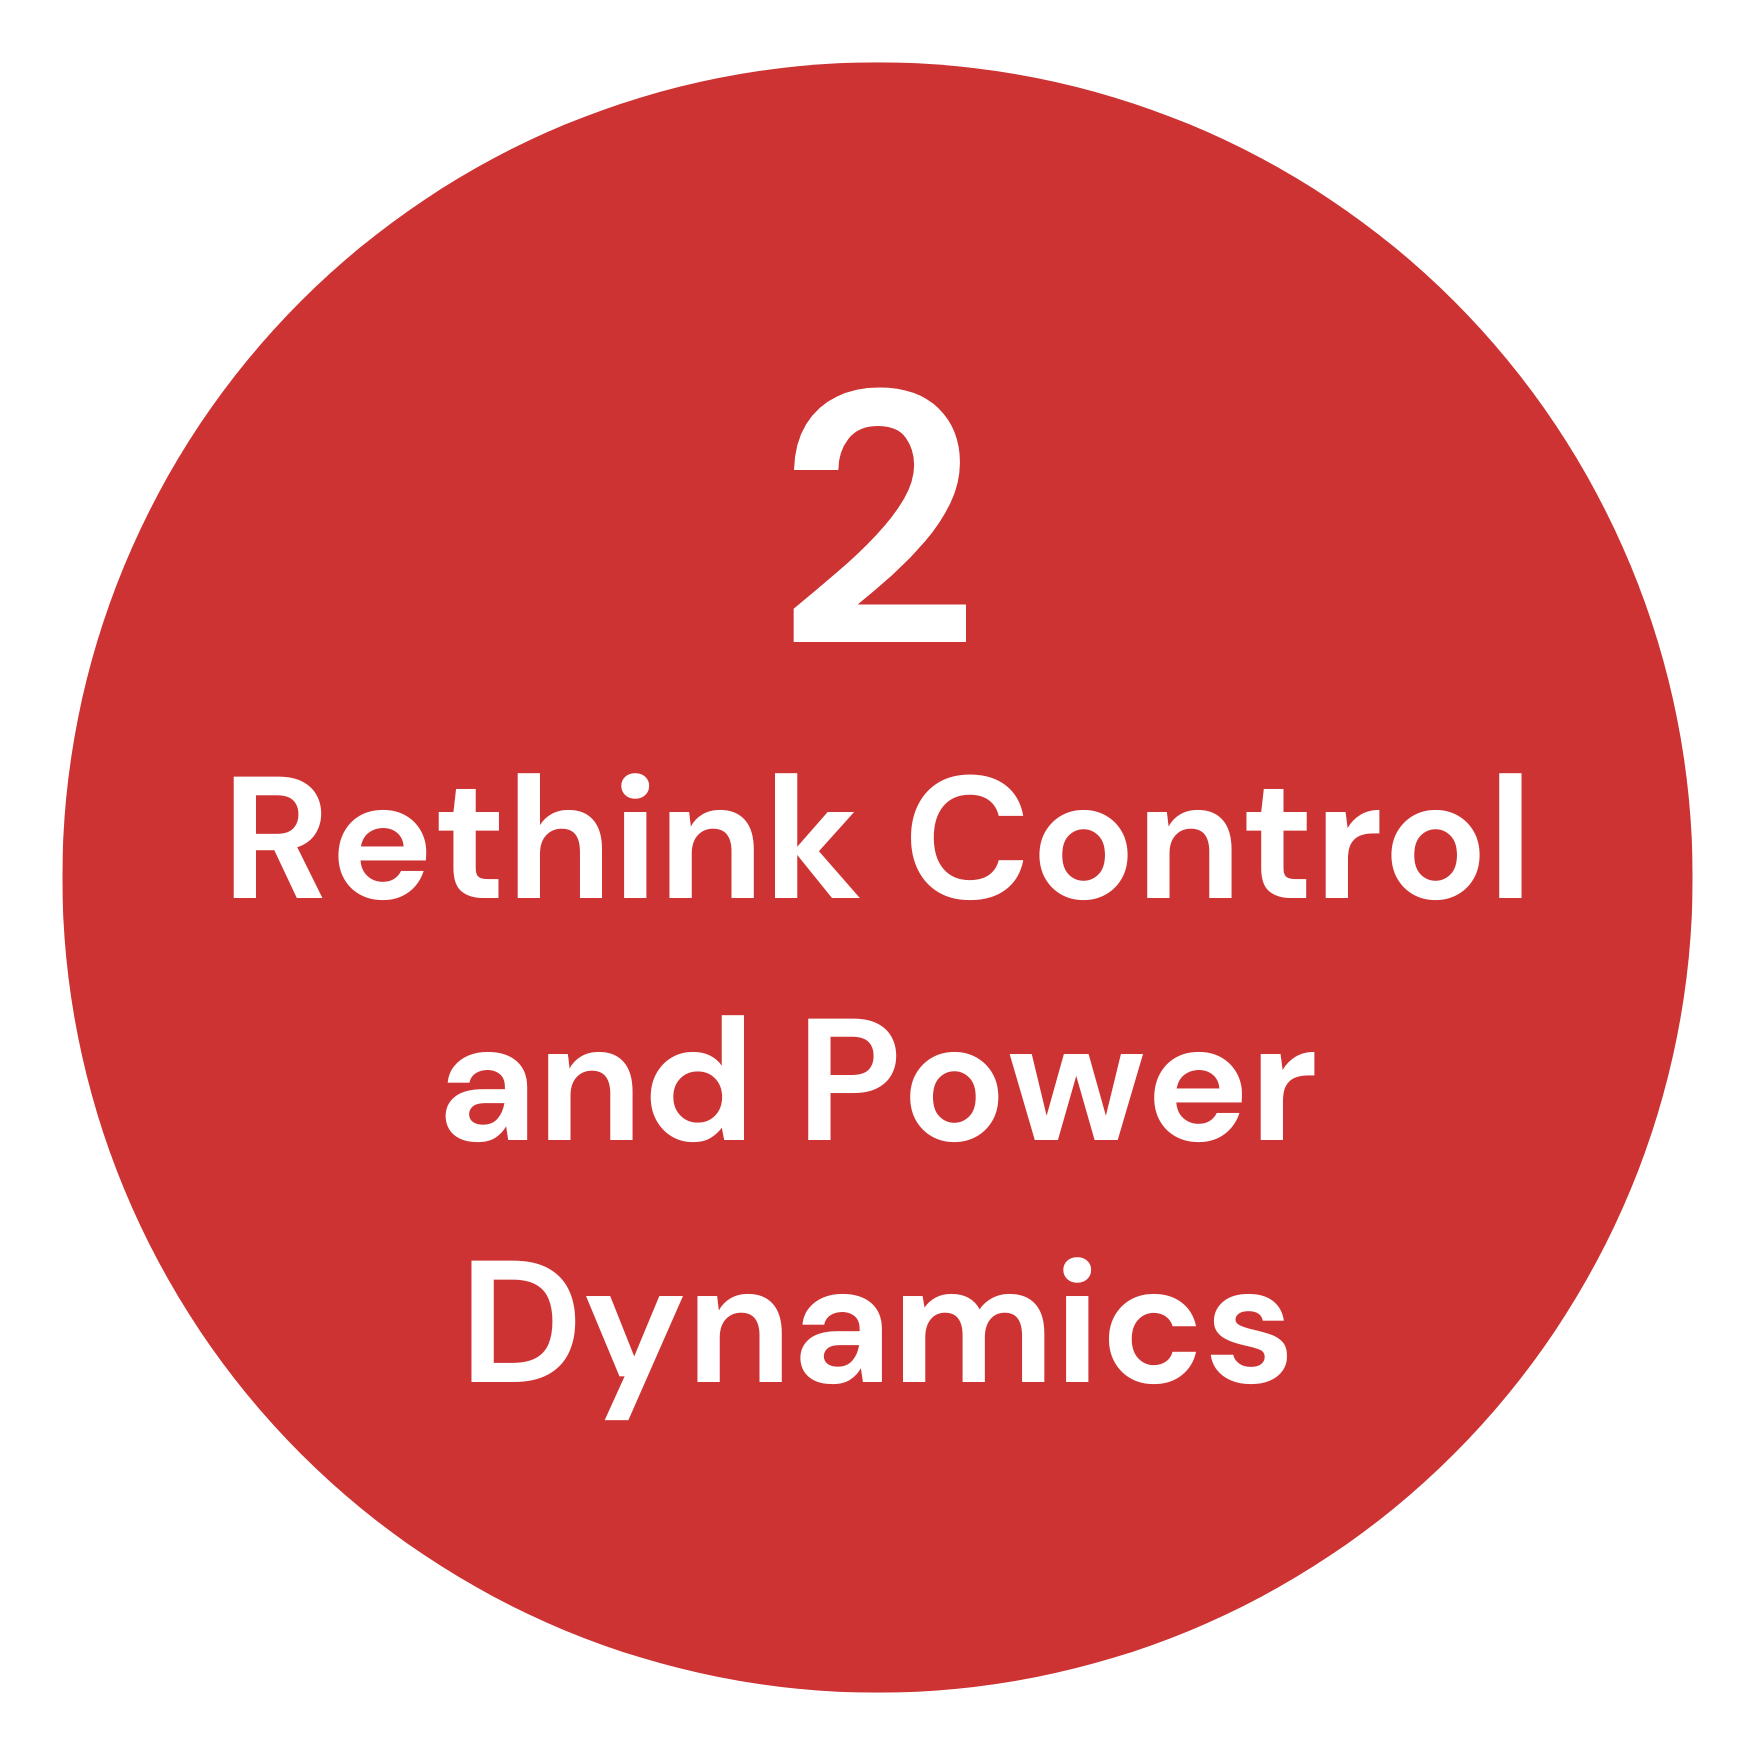 2
Rethink Control
and Power
Dynamics